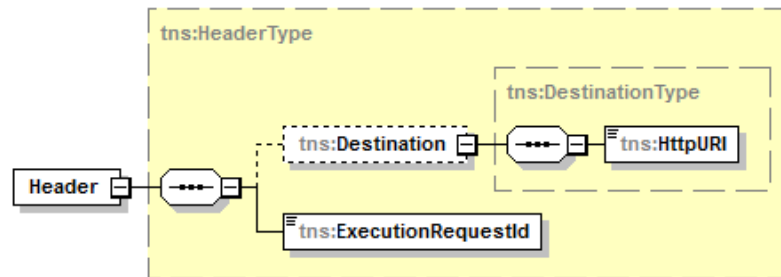 tns:HeaderType
tns:DestinationType
tns:Destination
tns:HttpURI
Header
tns:ExecutionRequestId